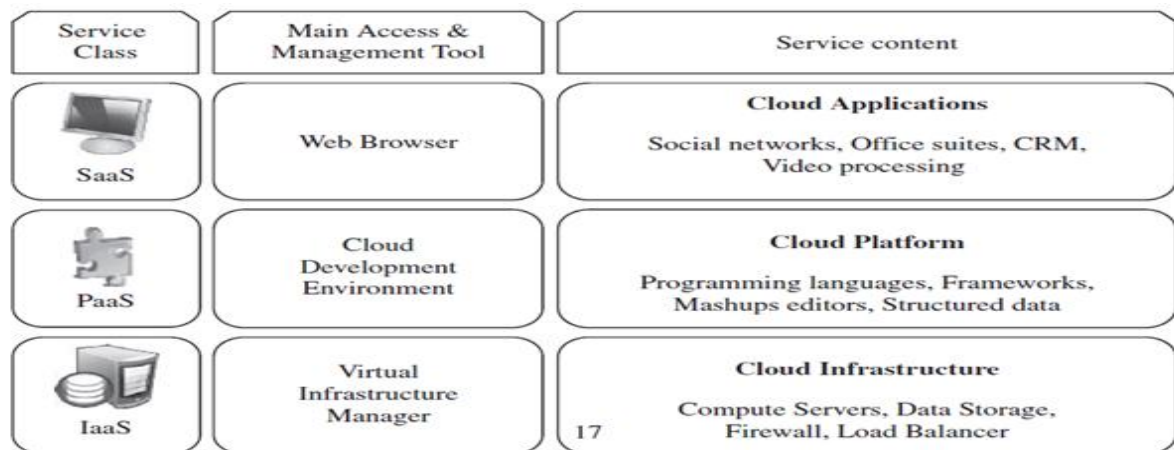 Service
Class
Main Access &
Management Tool
Service content
SaaS
Web Browser
Cloud Applications
Social networks, Office suites, CRM,
Video processing
PaaS
Cloud
Development
Environment
Cloud Platform
Programming languages, Frameworks,
Mashups editors, Structured data
IaaS
Virtual
Infrastructure
Manager
17
Cloud Infrastructure
Compute Servers, Data Storage,
Firewall, Load Balancer